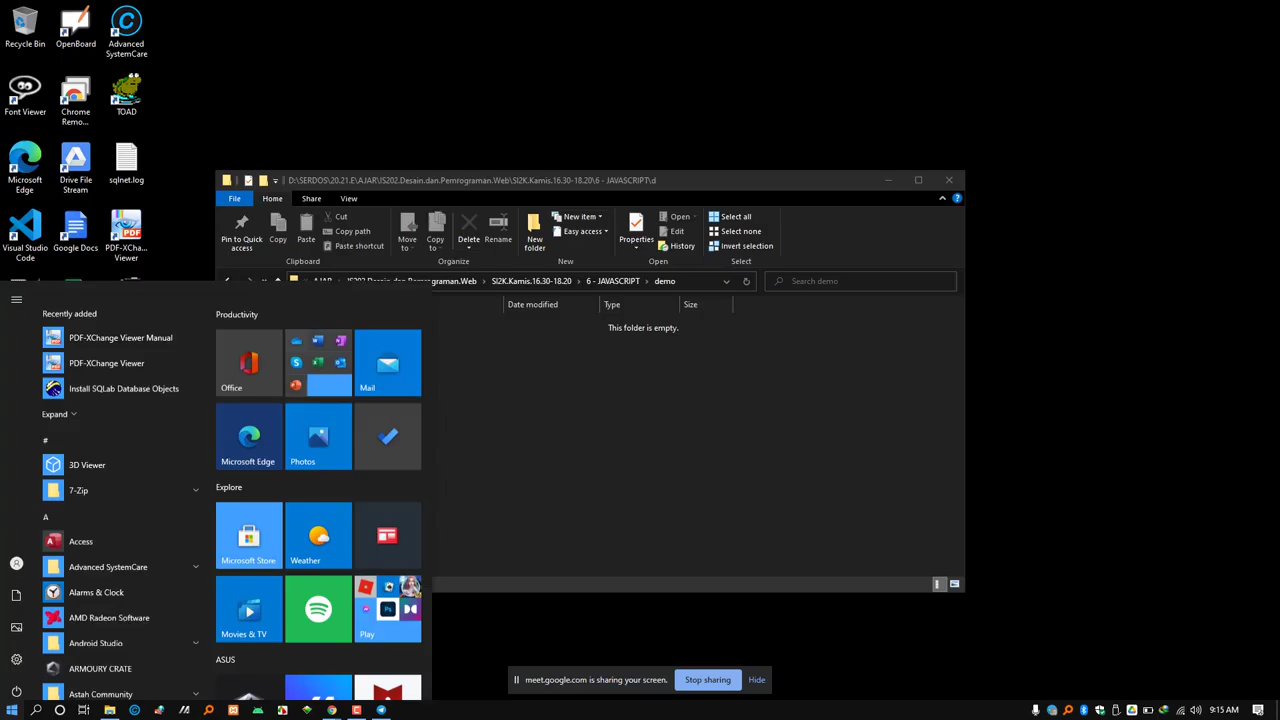 Recycle Bin
OpenBoard
Advanced
SystemCare
Font Viewer
Chrome
Remo...
TOAD
Microsoft
Edge
Drive File
Stream
sqlnet.log
Visual Studio
Code
Google Docs
PDF-XCha...
Viewer
D:\SERDOS\20.21.E\AJAR\IS202.Desain.dan.Pemrograman.Web\SI2K.Kamis.16.30-18.20\6 - JAVASCRIPT\d
File
Home
Share
View
Pin to Quick
access
Copy
Paste
Cut
Copy path
Paste shortcut
Clipboard
Move
to
Copy
to
Delete
Rename
Organize
New
folder
New item
Easy access
New
Properties
Open
Edit
History
Open
Select all
Select none
Invert selection
Select
AJAR
IS202.Desain.dan.Pemrograman.Web
SI2K.Kamis.16.30-18.20
6 - JAVASCRIPT
demo
Search demo
Date modified
Type
Size
This folder is empty.
Recently added
PDF-XChange Viewer Manual
PDF-XChange Viewer
Install SQLab Database Objects
Expand
#
3D Viewer
7-Zip
A
Access
Advanced SystemCare
Alarms & Clock
AMD Radeon Software
Android Studio
ARMOURY CRATE
Astah Community
Productivity
Office
Mail
Microsoft Edge
Photos
Explore
Microsoft Store
Weather
Movies & TV
Play
ASUS
meet.google.com is sharing your screen.
Stop sharing
Hide
9:15 AM